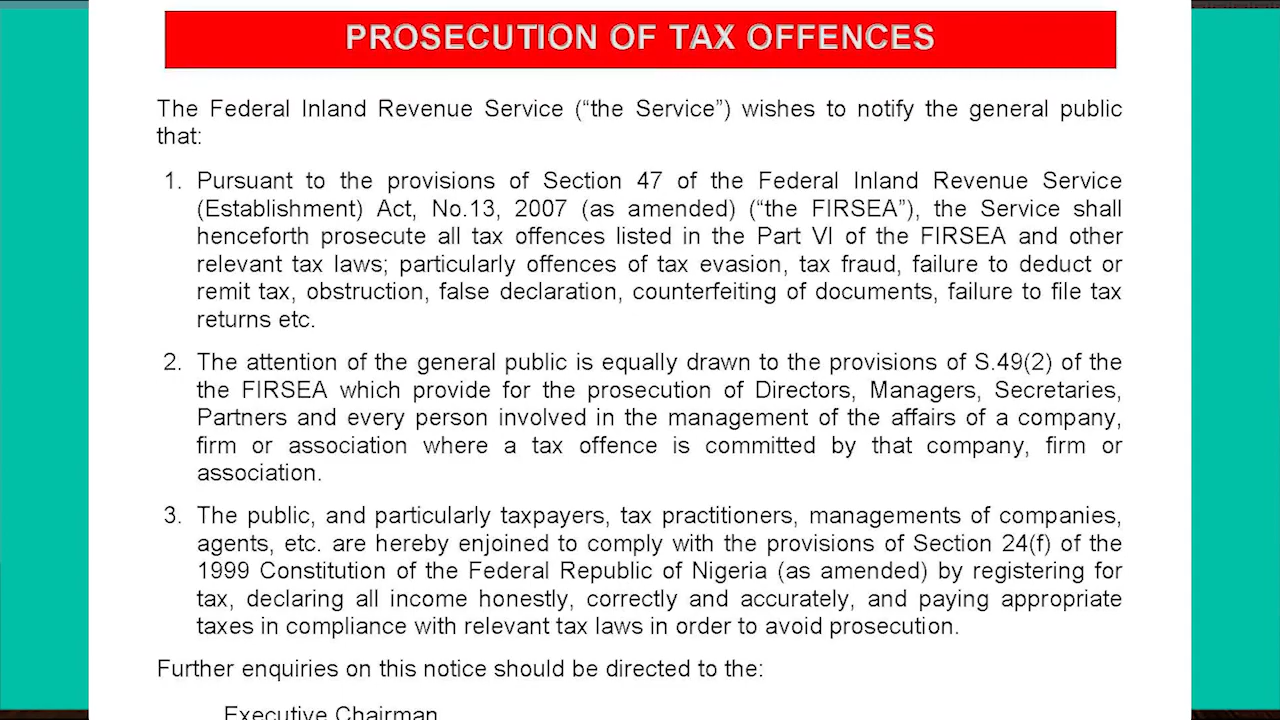 PROSECUTION OF TAX OFFENCES
The Federal Inland Revenue Service (“the Service”) wishes to notify the general public
that:
1. Pursuant to the provisions of Section 47 of the Federal Inland Revenue Service
(Establishment) Act, No.13, 2007 (as amended) (“the FIRSEA”), the Service shall
henceforth prosecute all tax offences listed in the Part VI of the FIRSEA and other
relevant tax laws; particularly offences of tax evasion, tax fraud, failure to deduct or
remit tax, obstruction, false declaration, counterfeiting of documents, failure to file tax
returns etc.
2. The attention of the general public is equally drawn to the provisions of S.49(2) of the
the FIRSEA which provide for the prosecution of Directors, Managers, Secretaries,
Partners and every person involved in the management of the affairs of a company,
firm or association where a tax offence is committed by that company, firm or
association.
3. The public, and particularly taxpayers, tax practitioners, managements of companies,
agents, etc. are hereby enjoined to comply with the provisions of Section 24(f) of the
1999 Constitution of the Federal Republic of Nigeria (as amended) by registering for
tax, declaring all income honestly, correctly and accurately, and paying appropriate
taxes in compliance with relevant tax laws in order to avoid prosecution.
Further enquiries on this notice should be directed to the:
Executive Chairman